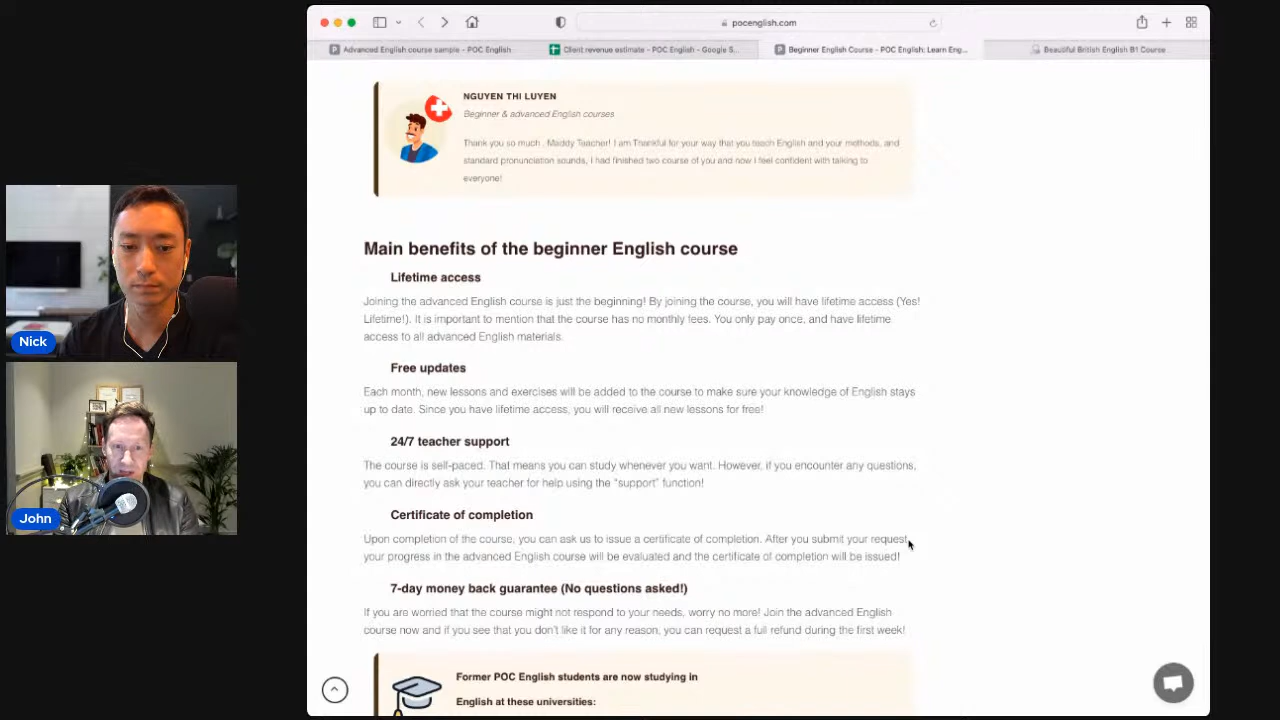 pocenglish.com
Advanced English course sample - POC English
Client revenue estimate - POC English - Google S...
Beginner English Course - POC English: Learn Eng...
Beautiful British English B1 Course
NGUYEN THI LUYEN
Beginner & advanced English courses
Thank you so much , Maddy Teacher! I am Thankful for your way that you teach English and your methods, and
standard pronunciation sounds, I had finished two course of you and now I feel confident with talking to
everyone!
Main benefits of the beginner English course
Lifetime access
Joining the advanced English course is just the beginning! By joining the course, you will have lifetime access (Yes!
Lifetime!). It is important to mention that the course has no monthly fees. You only pay once, and have lifetime
access to all advanced English materials.
Free updates
Each month, new lessons and exercises will be added to the course to make sure your knowledge of English stays
up to date. Since you have lifetime access, you will receive all new lessons for free!
24/7 teacher support
The course is self-paced. That means you can study whenever you want. However, if you encounter any questions,
you can directly ask your teacher for help using the “support” function!
Certificate of completion
Upon completion of the course, you can ask us to issue a certificate of completion. After you submit your request,
your progress in the advanced English course will be evaluated and the certificate of completion will be issued!
7-day money back guarantee (No questions asked!)
If you are worried that the course might not respond to your needs, worry no more! Join the advanced English
course now and if you see that you don't like it for any reason, you can request a full refund during the first week!
Former POC English students are now studying in
English at these universities:
Nick
John